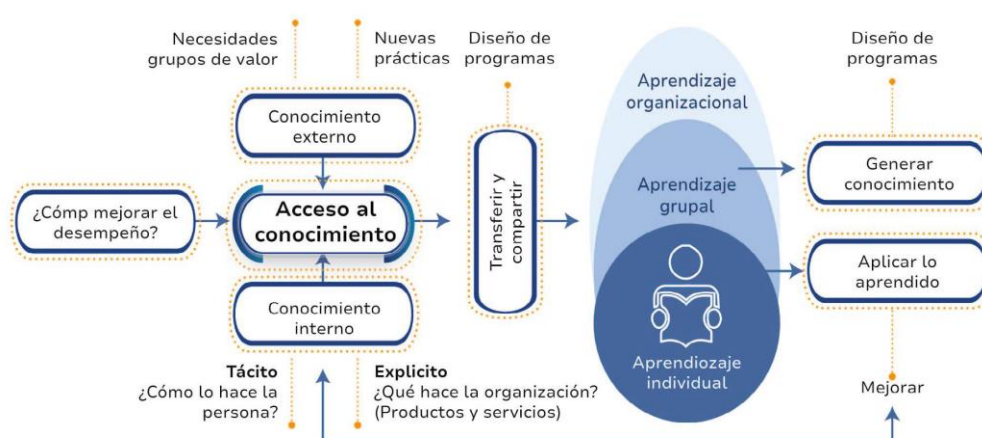 Necesidades
grupos de valor
Nuevas
prácticas
Diseño de
programas
Diseño de
programas
Conocimiento
externo
¿Cómp mejorar el
desempeño?
Acceso al
conocimiento
Conocimiento
interno
Tácito
¿Cómo lo hace la
persona?
Explicito
¿Qué hace la organización?
(Productos y servicios)
Transferir y
compartir
Aprendizaje
organizacional
Aprendizaje
grupal
Aprendiozaje
individual
Generar
conocimiento
Aplicar lo
aprendido
Mejorar